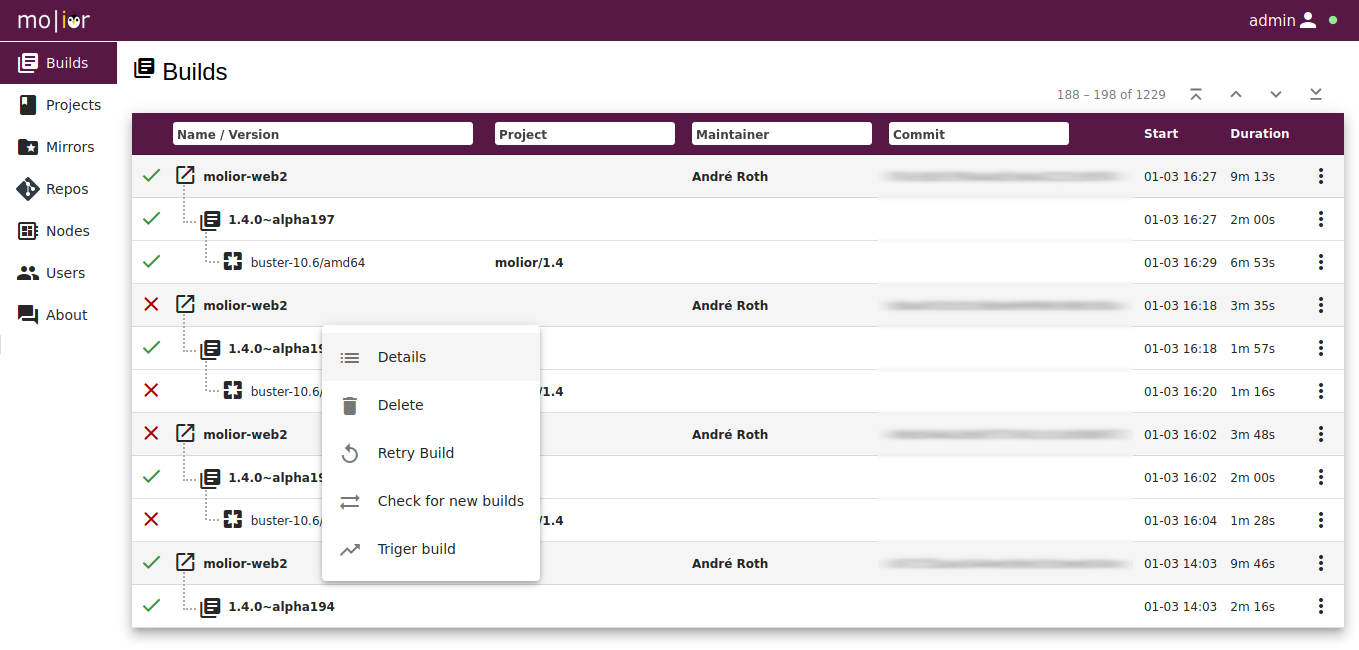 molior
admin
Builds
Projects
Mirrors
Repos
Nodes
Users
About
Builds
188 – 198 of 1229
Name / Version Project Maintainer Commit Start Duration
molior-web2 André Roth 01-03 16:27 9m 13s
1.4.0~alpha197 01-03 16:27 2m 00s
buster-10.6/amd64 molior/1.4 01-03 16:29 6m 53s
molior-web2 André Roth 01-03 16:18 3m 35s
1.4.0~alpha19 01-03 16:18 1m 57s
buster-10.6/ /1.4 01-03 16:20 1m 16s
molior-web2 André Roth 01-03 16:02 3m 48s
1.4.0~alpha19 01-03 16:02 2m 00s
buster-10.6/ /1.4 01-03 16:04 1m 28s
molior-web2 André Roth 01-03 14:03 9m 46s
1.4.0~alpha194 01-03 14:03 2m 16s
Details
Delete
Retry Build
Check for new builds
Triger build